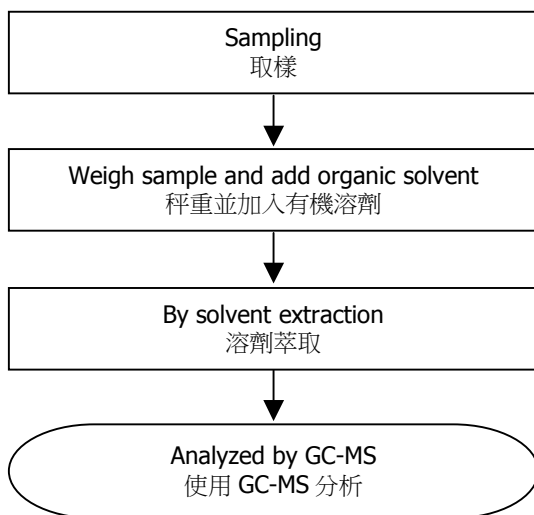 Sampling
取樣
Weigh sample and add organic solvent
秤重並加入有機溶劑
By solvent extraction
溶劑萃取
Analyzed by GC-MS
使用 GC-MS 分析